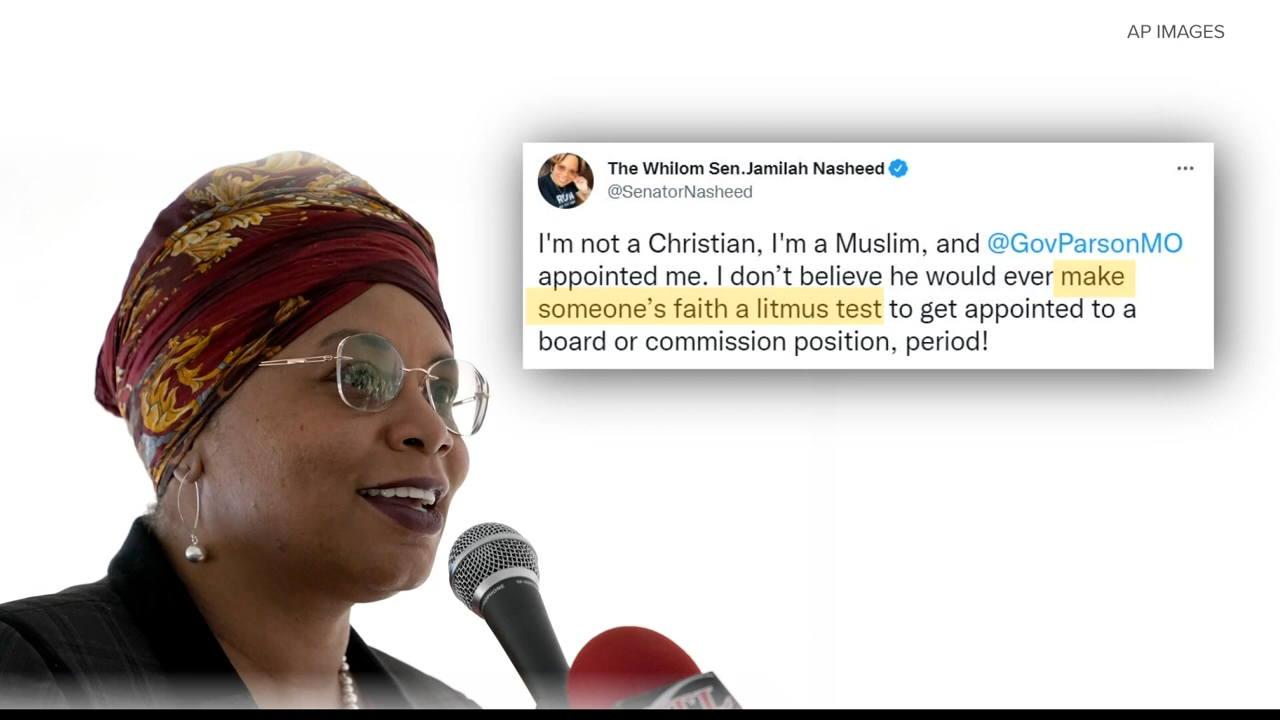 AP IMAGES
The Whilom Sen.Jamilah Nasheed
@SenatorNasheed
I'm not a Christian, I'm a Muslim, and @GovParsonMO
appointed me. I don’t believe he would ever make
someone’s faith a litmus test to get appointed to a
board or commission position, period!